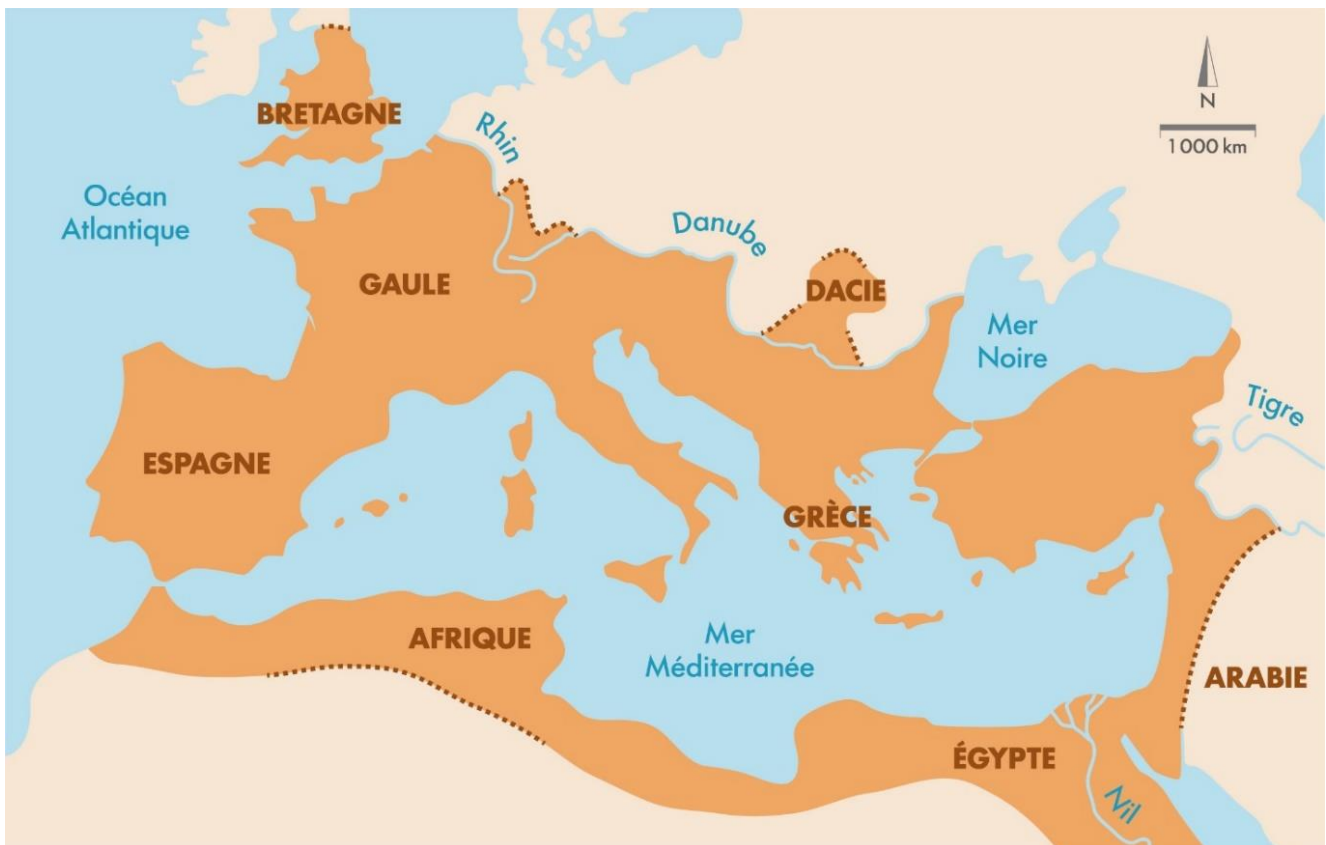 BRETAGNE
Rhin
N
1 000 km
Océan
Atlantique
Danube
GAULE
DACIE
Mer
Noire
Tigre
ESPAGNE
GRÈCE
AFRIQUE
Mer
Méditerranée
ARABIE
ÉGYPTE
Nil